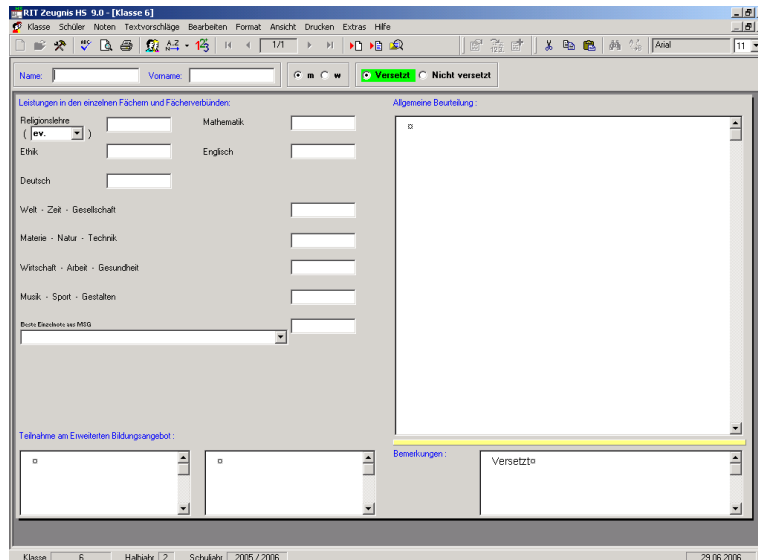 RIT Zeugnis HS 9.0 - [Klasse 6]
Klasse Schüler Noten Textvorschläge Bearbeiten Format Ansicht Drucken Extras Hilfe
1/1 Arial 11
Name: Vorname: m w Versetzt Nicht versetzt
Leistungen in den einzelnen Fächern und Fächerverbünden:
Religionslehre
( ev. )
Mathematik
Ethik
Englisch
Deutsch
Welt - Zeit - Gesellschaft
Materie - Natur - Technik
Wirtschaft - Arbeit - Gesundheit
Musik - Sport - Gestalten
Beste Einzelnote aus MSG
Teilnahme am Erweiterten Bildungsangebot :
Allgemeine Beurteilung :
Bemerkungen :
Versetzt¤
Klasse 6 Halbjahr 2 Schuljahr 2005 / 2006 29.06.2006